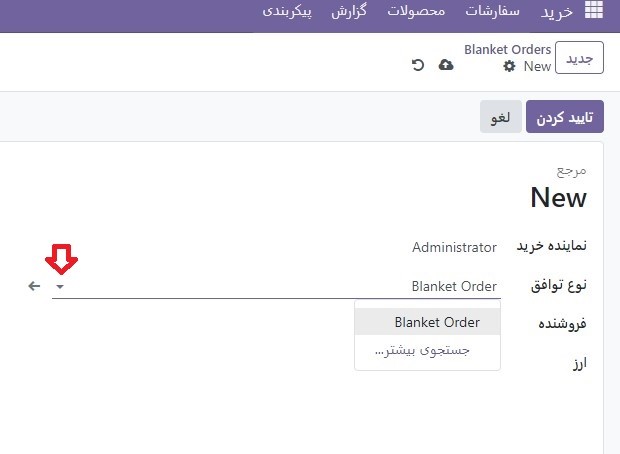 خرید سفارشات محصولات گزارش پیکربندی
جدید Blanket Orders
New
تایید کردن لغو
مرجع
New
نماینده خرید Administrator
نوع توافق Blanket Order
Blanket Order
جستجوی بیشتر...
فروشنده
ارز